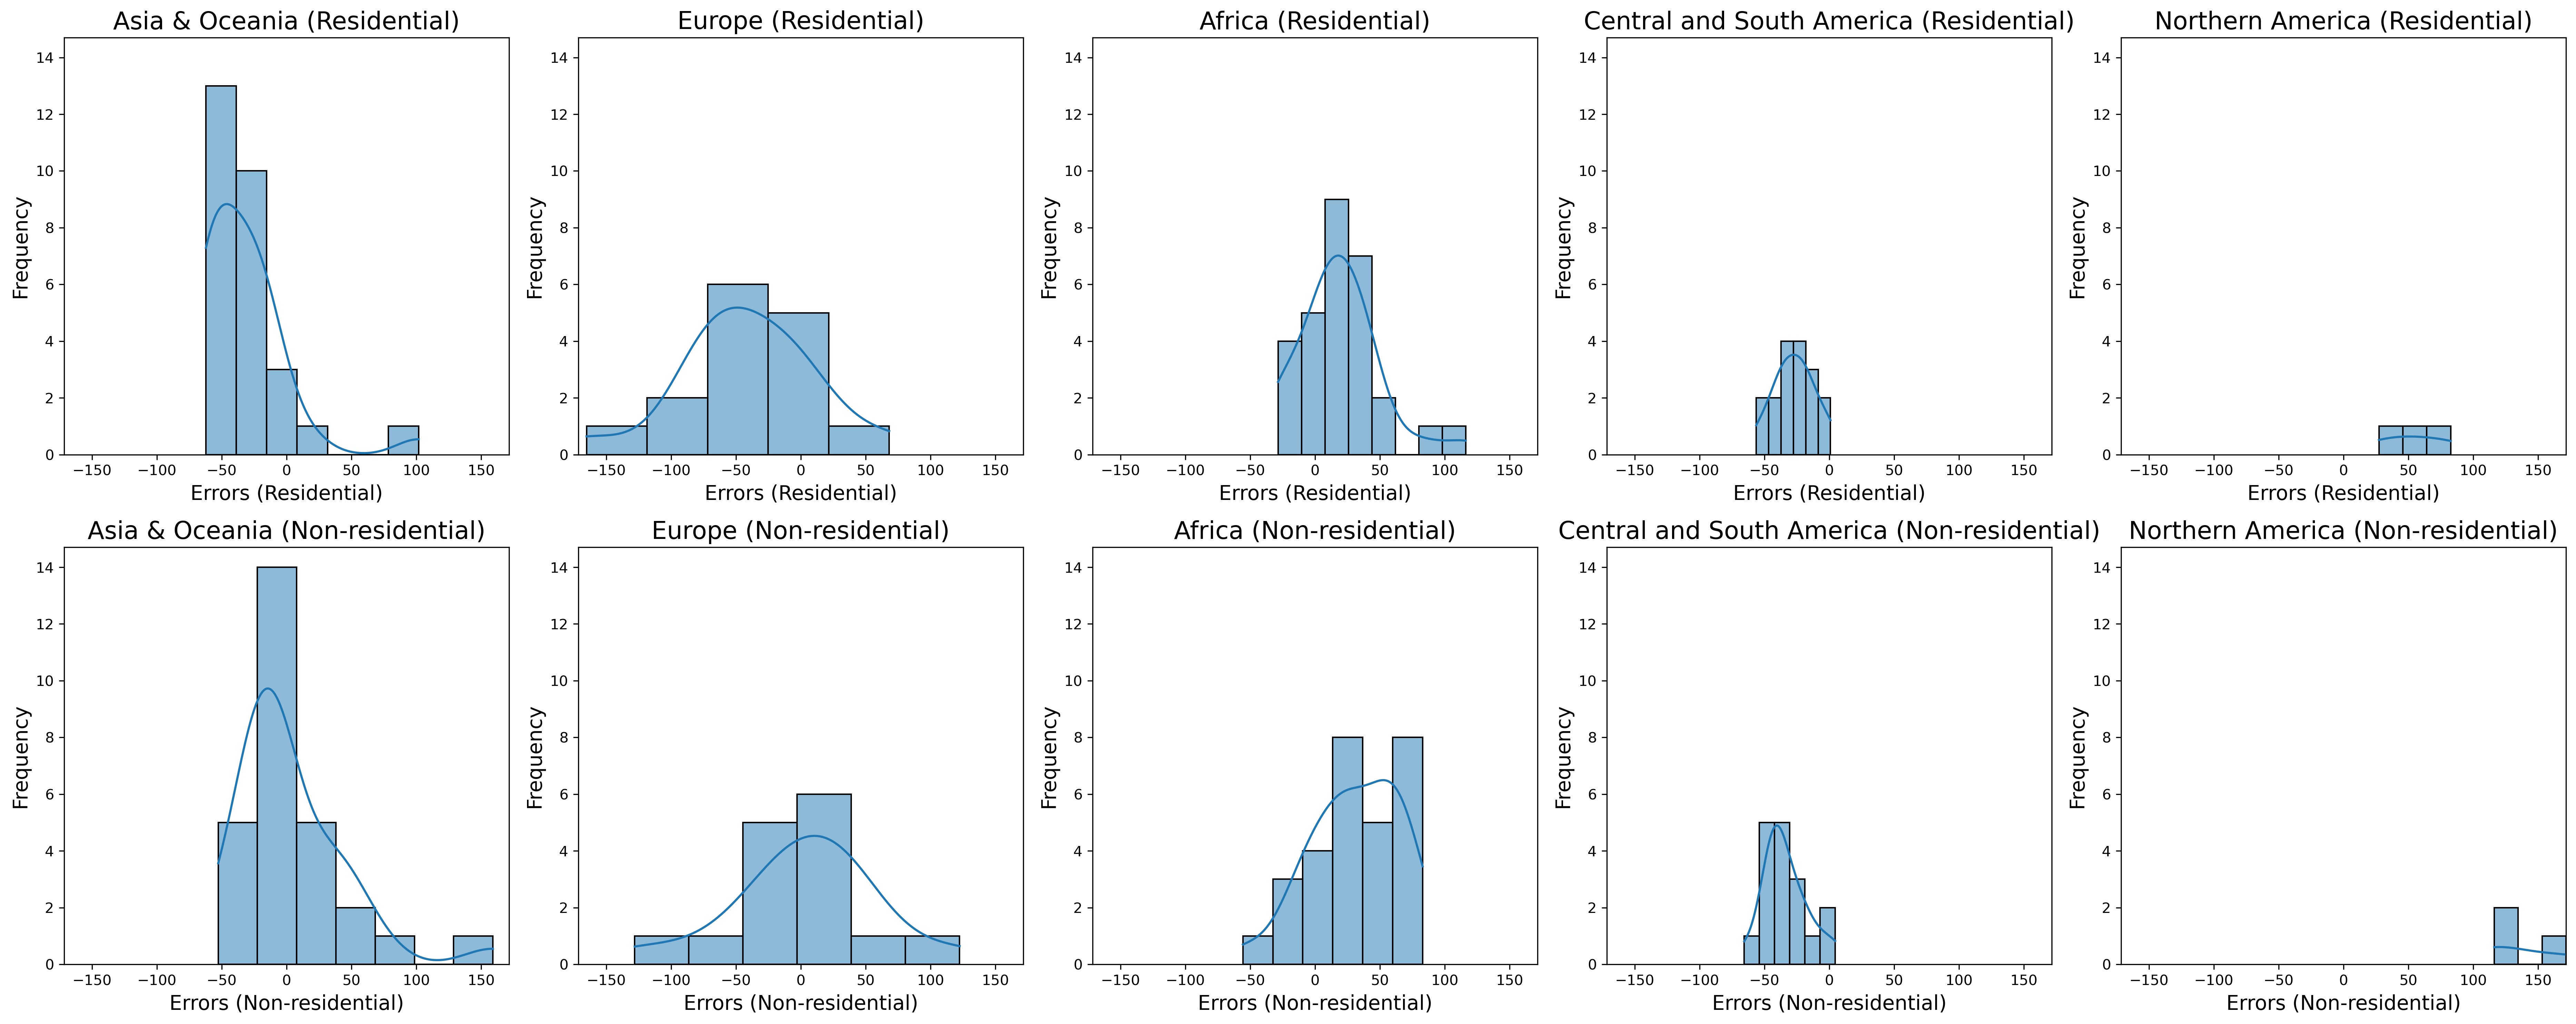 Asia & Oceania (Residential)
Frequency
14
12
10
8
6
4
2
0
−150 −100 −50 0 50 100 150
Errors (Residential)
Europe (Residential)
Frequency
14
12
10
8
6
4
2
0
−150 −100 −50 0 50 100 150
Errors (Residential)
Africa (Residential)
Frequency
14
12
10
8
6
4
2
0
−150 −100 −50 0 50 100 150
Errors (Residential)
Central and South America (Residential)
Frequency
14
12
10
8
6
4
2
0
−150 −100 −50 0 50 100 150
Errors (Residential)
Northern America (Residential)
Frequency
14
12
10
8
6
4
2
0
−150 −100 −50 0 50 100 150
Errors (Residential)
Asia & Oceania (Non-residential)
Frequency
14
12
10
8
6
4
2
0
−150 −100 −50 0 50 100 150
Errors (Non-residential)
Europe (Non-residential)
Frequency
14
12
10
8
6
4
2
0
−150 −100 −50 0 50 100 150
Errors (Non-residential)
Africa (Non-residential)
Frequency
14
12
10
8
6
4
2
0
−150 −100 −50 0 50 100 150
Errors (Non-residential)
Central and South America (Non-residential)
Frequency
14
12
10
8
6
4
2
0
−150 −100 −50 0 50 100 150
Errors (Non-residential)
Northern America (Non-residential)
Frequency
14
12
10
8
6
4
2
0
−150 −100 −50 0 50 100 150
Errors (Non-residential)